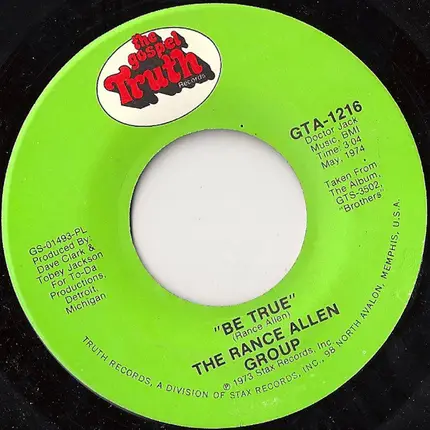 the gospel
Truth
Records
GTA-1216
Doctor Jack
Music, BMI
Time: 3:04
May, 1974
Taken From
The Album,
GTS-3502,
"Brothers"
GS-01493-PL
Produced By:
Dave Clark &
Tobey Jackson
For To-Da
Productions,
Detroit,
Michigan
"BE TRUE"
(Rance Allen)
THE RANCE ALLEN
GROUP
℗ 1973 Stax Records, Inc.
TRUTH RECORDS, A DIVISION OF STAX RECORDS, INC., 98 NORTH AVALON, MEMPHIS, U.S.A.